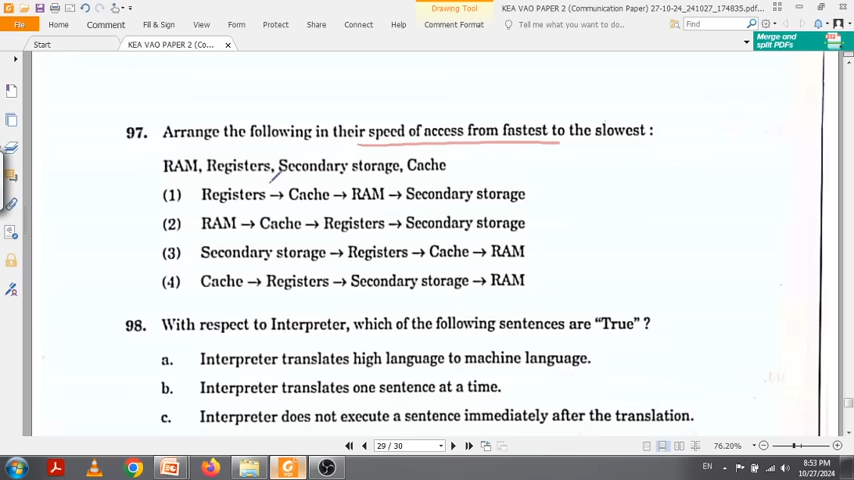 Drawing Tool
KEA VAO PAPER 2 (Communication Paper) 27-10-24_241027_174835.pdf...
File
Home
Comment
Fill & Sign
View
Form
Protect
Share
Connect
Help
Comment Format
Tell me what you want to do...
Find
Start
KEA VAO PAPER 2 (Co...
Merge and
split PDFs
97. Arrange the following in their speed of access from fastest to the slowest :
RAM, Registers, Secondary storage, Cache
(1) Registers → Cache → RAM → Secondary storage
(2) RAM → Cache → Registers → Secondary storage
(3) Secondary storage → Registers → Cache → RAM
(4) Cache → Registers → Secondary storage → RAM
98. With respect to Interpreter, which of the following sentences are “True” ?
a. Interpreter translates high language to machine language.
b. Interpreter translates one sentence at a time.
c. Interpreter does not execute a sentence immediately after the translation.
29 / 30
76.20%
EN
8:53 PM
10/27/2024